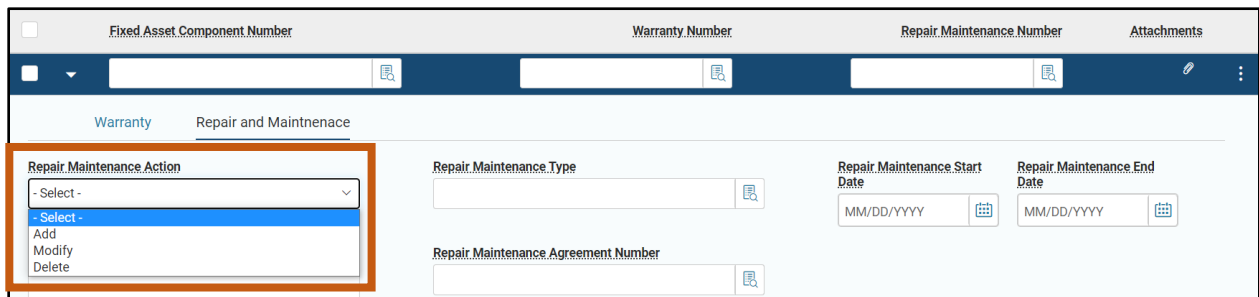 Fixed Asset Component Number Warranty Number Repair Maintenance Number Attachments
Warranty Repair and Maintnenace
Repair Maintenance Action Repair Maintenance Type Repair Maintenance Start Date Repair Maintenance End Date
- Select - MM/DD/YYYY MM/DD/YYYY
- Select -
Add
Modify Repair Maintenance Agreement Number
Delete